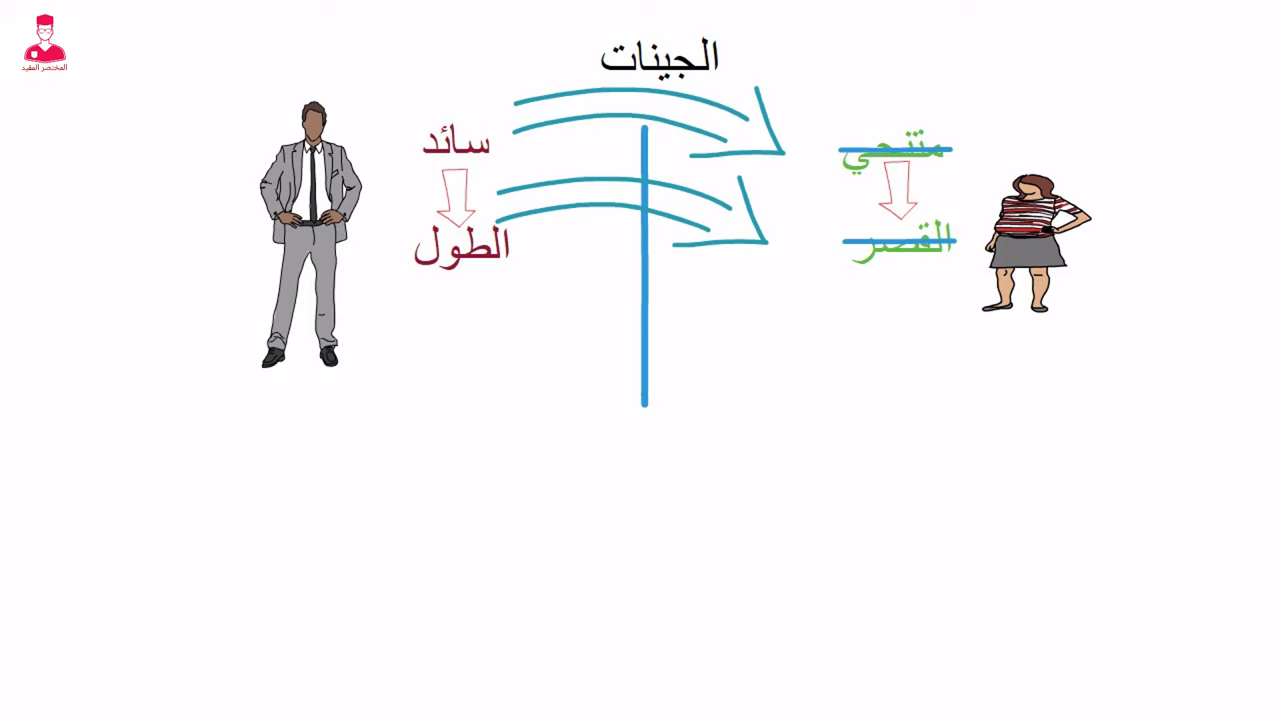 المختصر المفيد
الجينات
سائد
الطول
متنحي
القصر